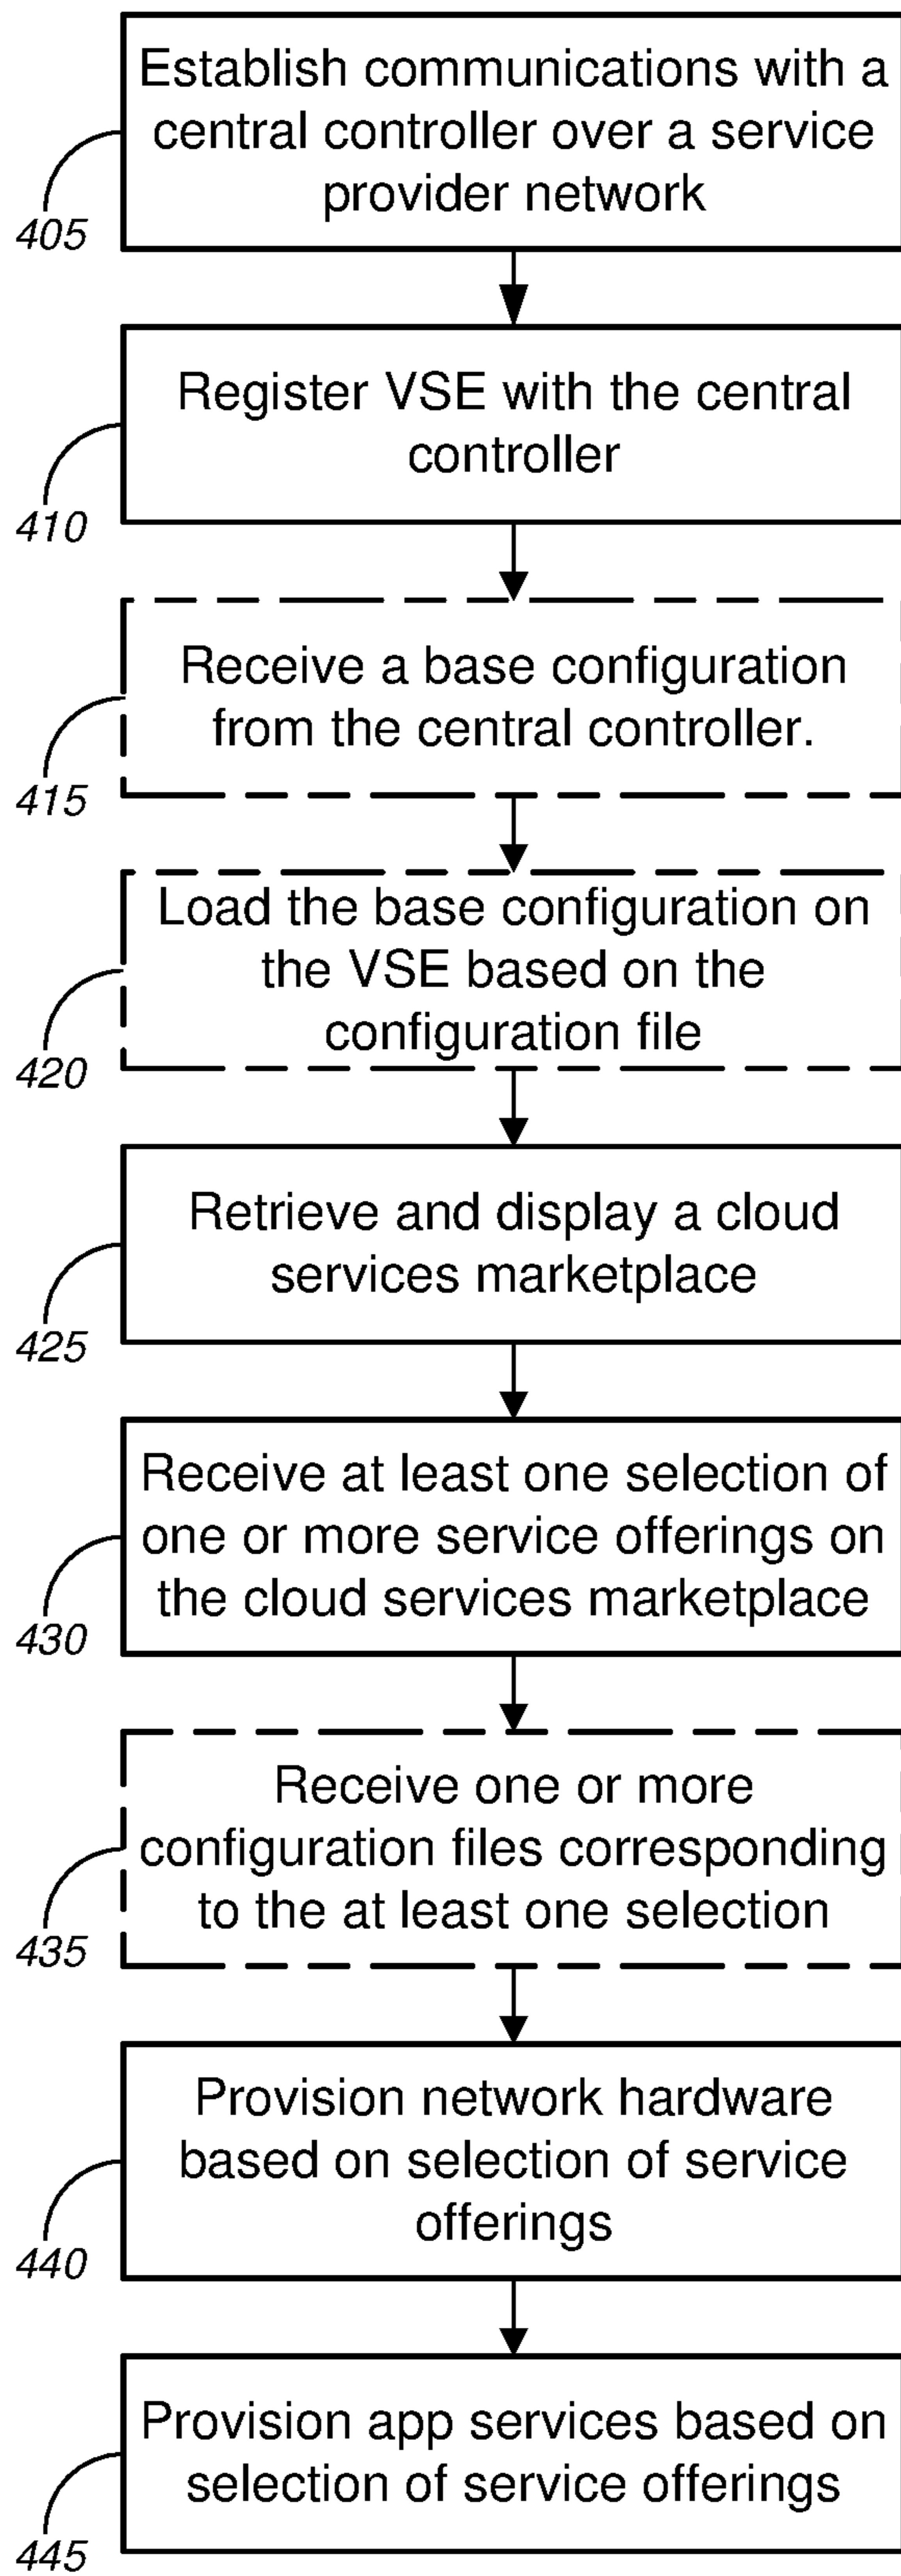 Establish communications with a
central controller over a service
provider network
405
Register VSE with the central
controller
410
Receive a base configuration
from the central controller.
415
Load the base configuration on
the VSE based on the
configuration file
420
Retrieve and display a cloud
services marketplace
425
Receive at least one selection of
one or more service offerings on
the cloud services marketplace
430
Receive one or more
configuration files corresponding
to the at least one selection
435
Provision network hardware
based on selection of service
offerings
440
Provision app services based on
selection of service offerings
445